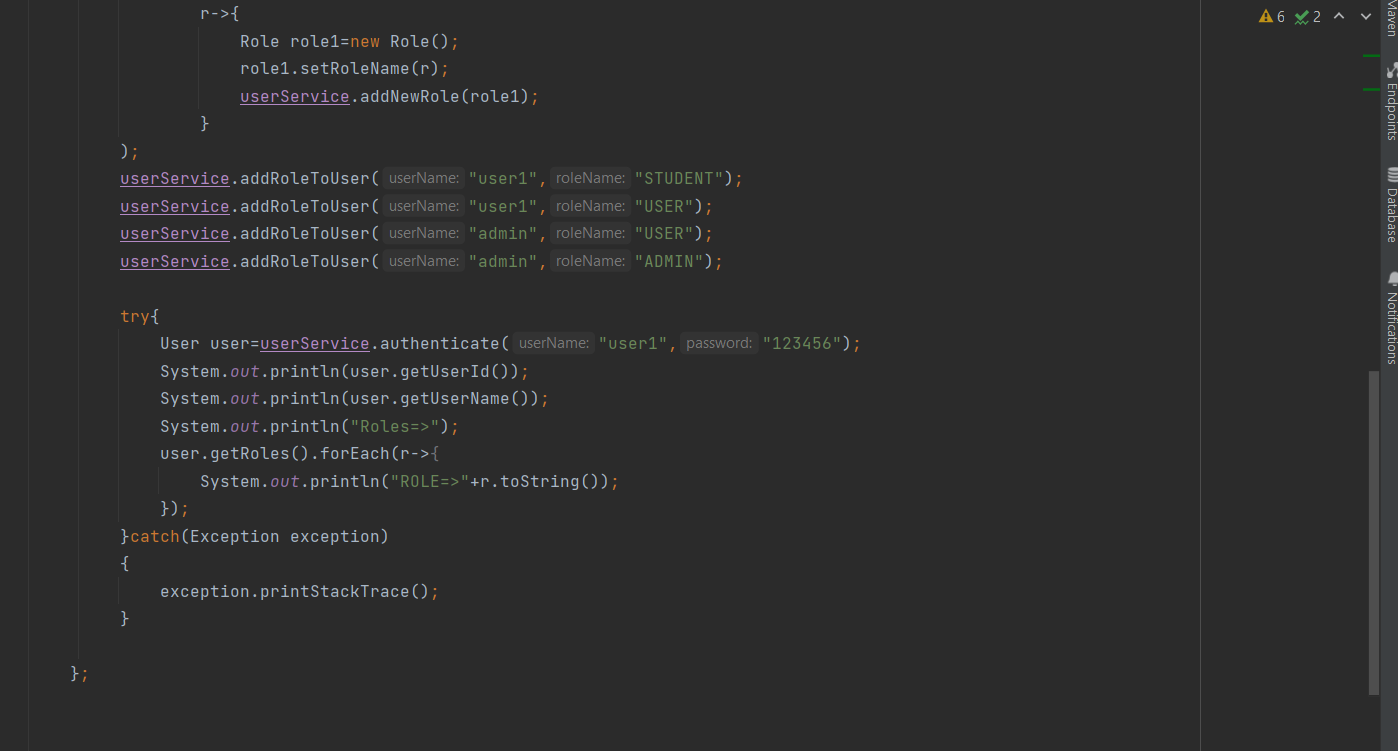 r->{
6 2
Role role1=new Role();
role1.setRoleName(r);
userService.addNewRole(role1);
}
);
userService.addRoleToUser( userName: "user1", roleName: "STUDENT");
userService.addRoleToUser( userName: "user1", roleName: "USER");
userService.addRoleToUser( userName: "admin", roleName: "USER");
userService.addRoleToUser( userName: "admin", roleName: "ADMIN");
try{
User user=userService.authenticate( userName: "user1", password: "123456");
System.out.println(user.getUserId());
System.out.println(user.getUserName());
System.out.println("Roles=>");
user.getRoles().forEach(r->{
System.out.println("ROLE=>"+r.toString());
});
}catch(Exception exception)
{
exception.printStackTrace();
}
};
Maven
Endpoints
Database
Notifications